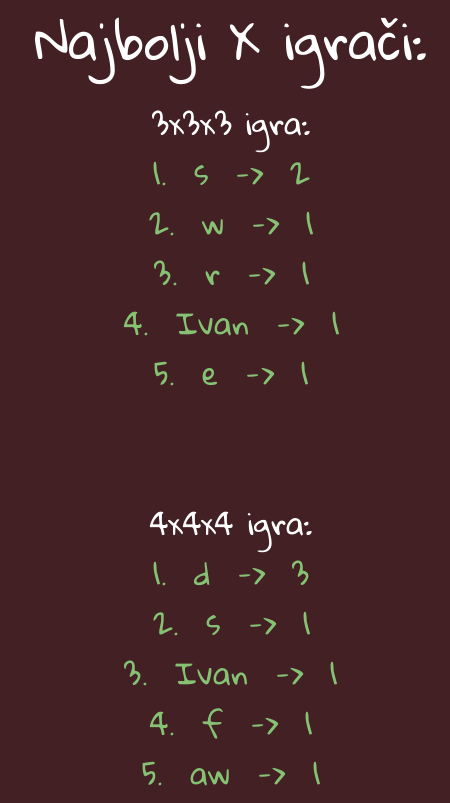 Najbolji X igrači:
3x3x3 igra:
1. s -> 2
2. w -> 1
3. r -> 1
4. Ivan -> 1
5. e -> 1
4x4x4 igra:
1. d -> 3
2. s -> 1
3. Ivan -> 1
4. f -> 1
5. aw -> 1